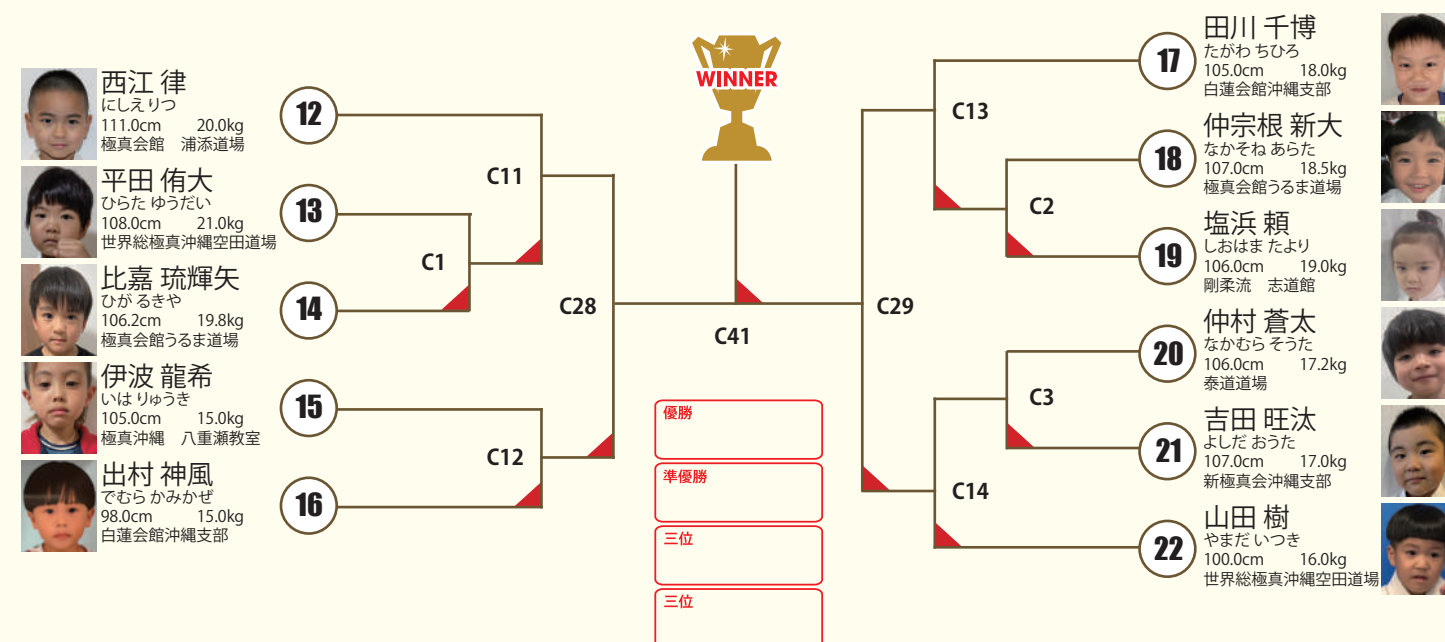 西江 律
にしえ りつ
111.0cm 20.0kg
極真会館 浦添道場
12
平田 侑大
ひらた ゆうだい
108.0cm 21.0kg
世界総極真沖縄空田道場
13
比嘉 琉輝矢
ひが るきや
106.2cm 19.8kg
極真会館うるま道場
14
伊波 龍希
いは りゅうき
105.0cm 15.0kg
極真沖縄 八重瀬教室
15
出村 神風
でむら かみかぜ
98.0cm 15.0kg
白蓮会館沖縄支部
16
C11
C1
C28
C12
WINNER
C41
優勝
準優勝
三位
三位
C13
C2
C29
C3
C14
17
田川 千博
たがわ ちひろ
105.0cm 18.0kg
白蓮会館沖縄支部
18
仲宗根 新大
なかそね あらた
107.0cm 18.5kg
極真会館うるま道場
19
塩浜 頼
しおはま たより
106.0cm 19.0kg
剛柔流 志道館
20
仲村 蒼太
なかむら そうた
106.0cm 17.2kg
泰道道場
21
吉田 旺汰
よしだ おうた
107.0cm 17.0kg
新極真会沖縄支部
22
山田 樹
やまだ いつき
100.0cm 16.0kg
世界総極真沖縄空田道場